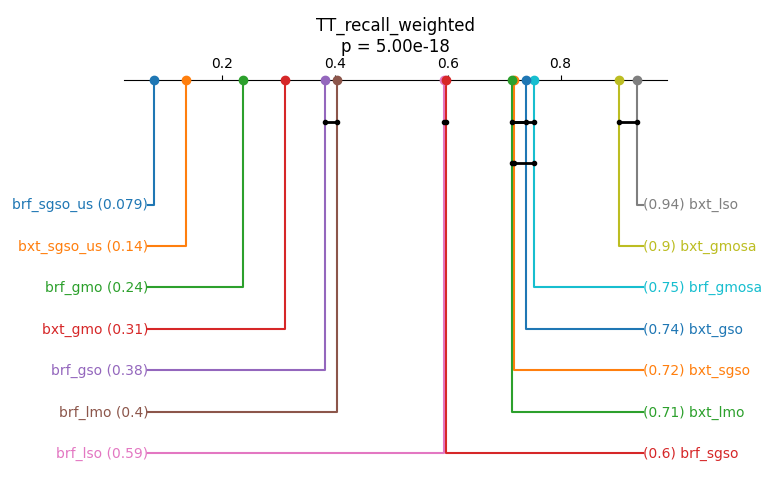 TT_recall_weighted
p = 5.00e-18
0.2 0.4 0.6 0.8
brf_sgso_us (0.079) (0.94) bxt_lso
bxt_sgso_us (0.14) (0.9) bxt_gmosa
brf_gmo (0.24) (0.75) brf_gmosa
bxt_gmo (0.31) (0.74) bxt_gso
brf_gso (0.38) (0.72) bxt_sgso
brf_lmo (0.4) (0.71) bxt_lmo
brf_lso (0.59) (0.6) brf_sgso